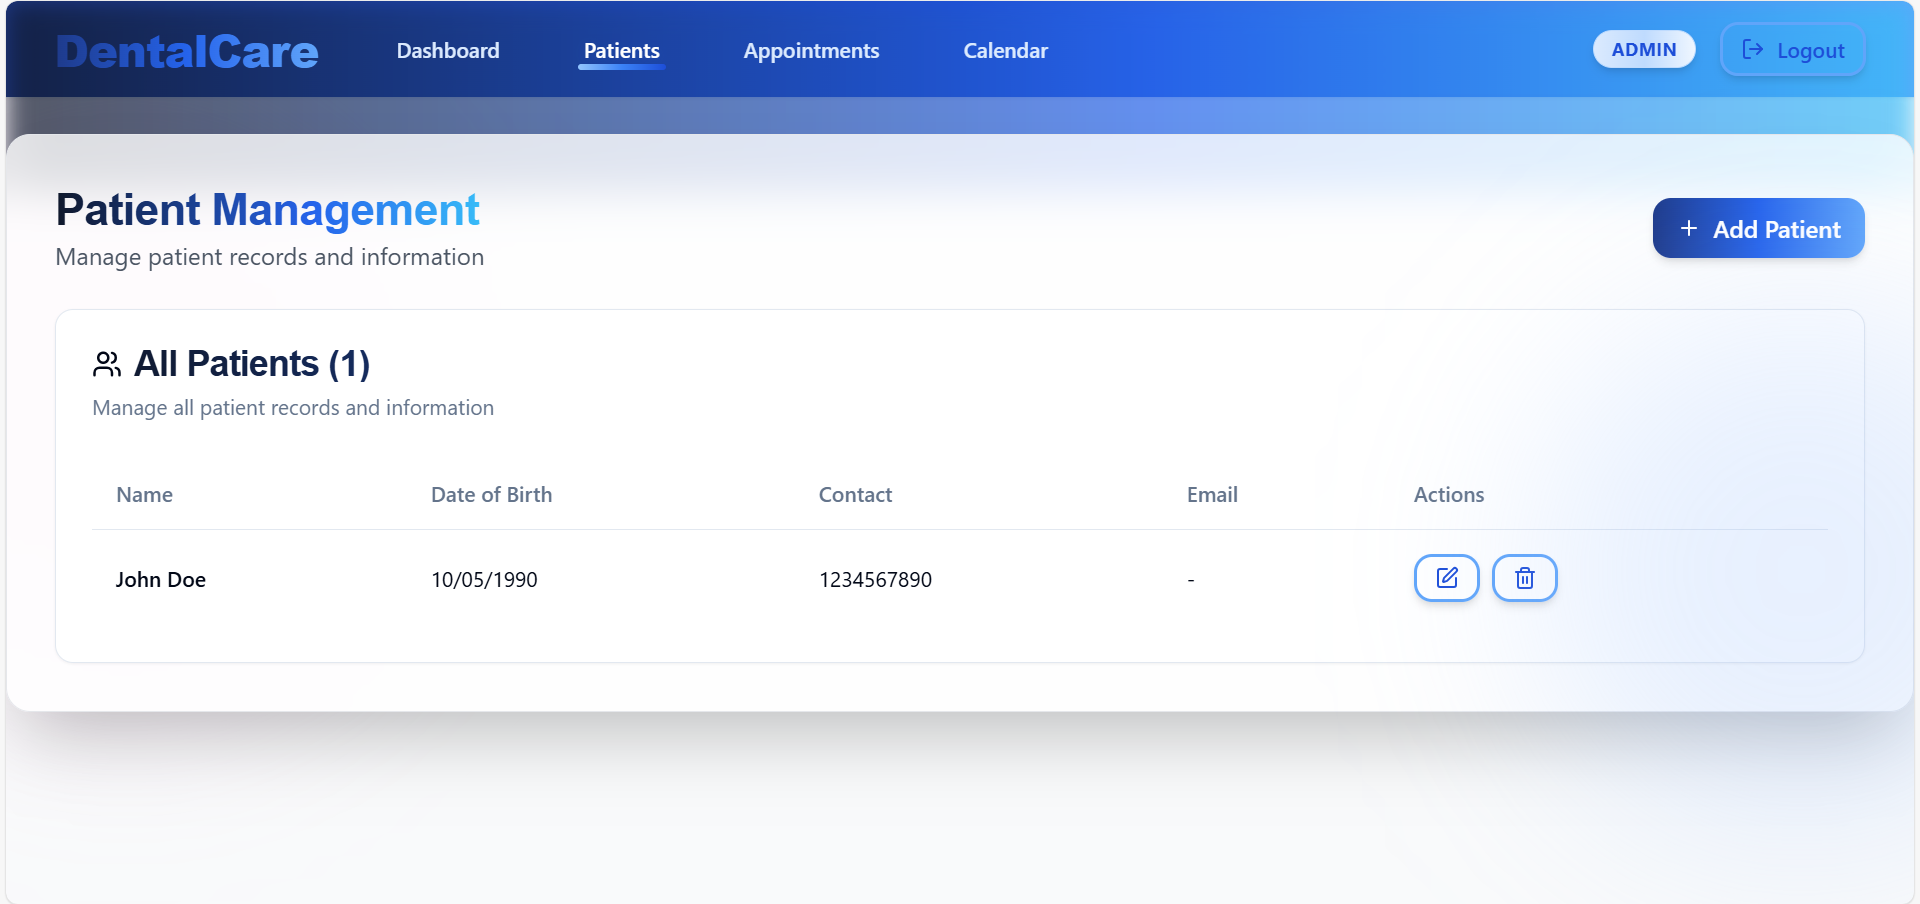 DentalCare Dashboard Patients Appointments Calendar ADMIN Logout
Patient Management
Manage patient records and information
+ Add Patient
All Patients (1)
Manage all patient records and information
Name Date of Birth Contact Email Actions
John Doe 10/05/1990 1234567890 -